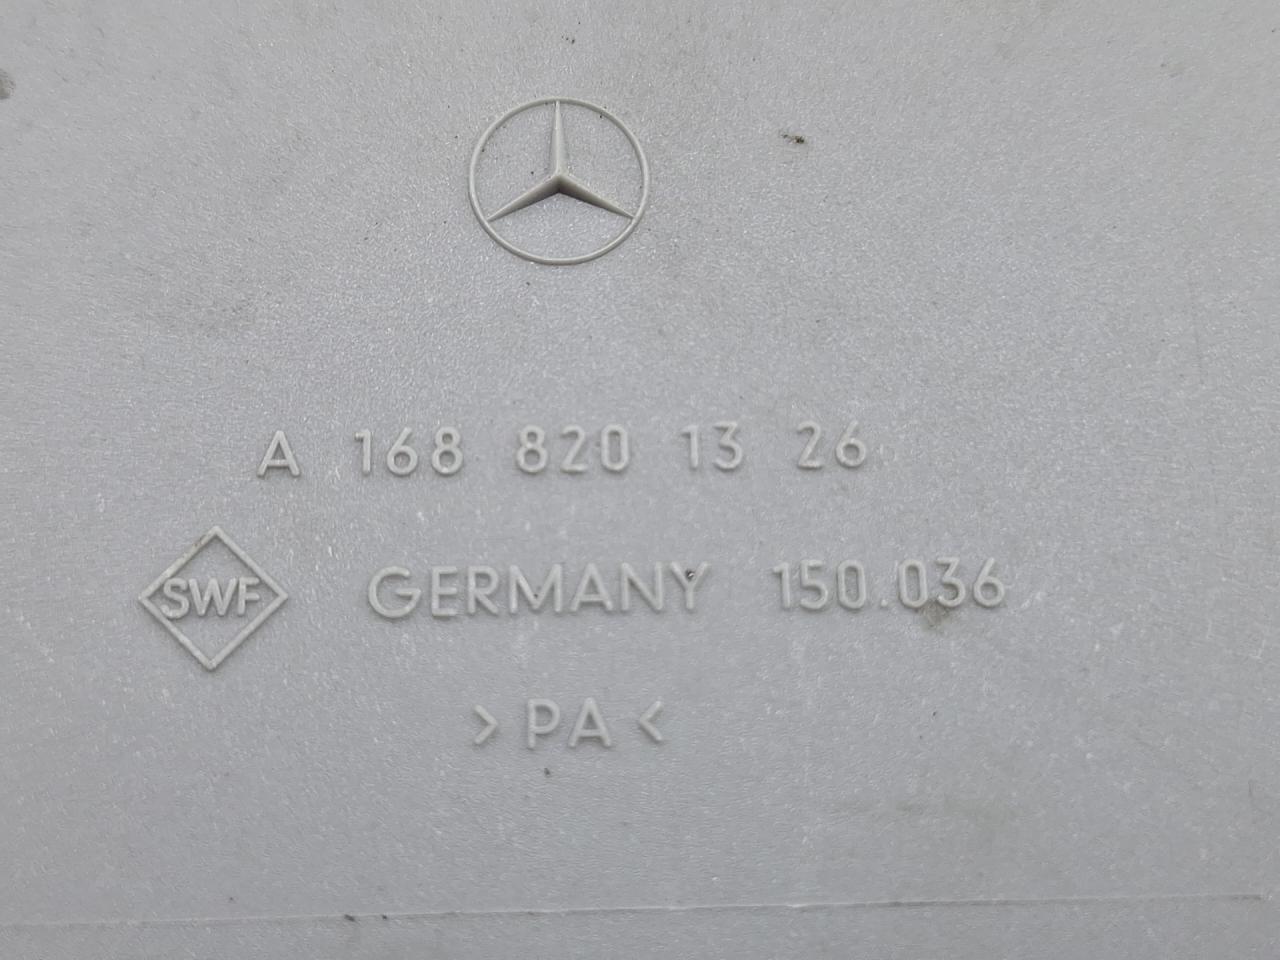 A 168 820 13 26
SWF GERMANY 150.036
>PA<